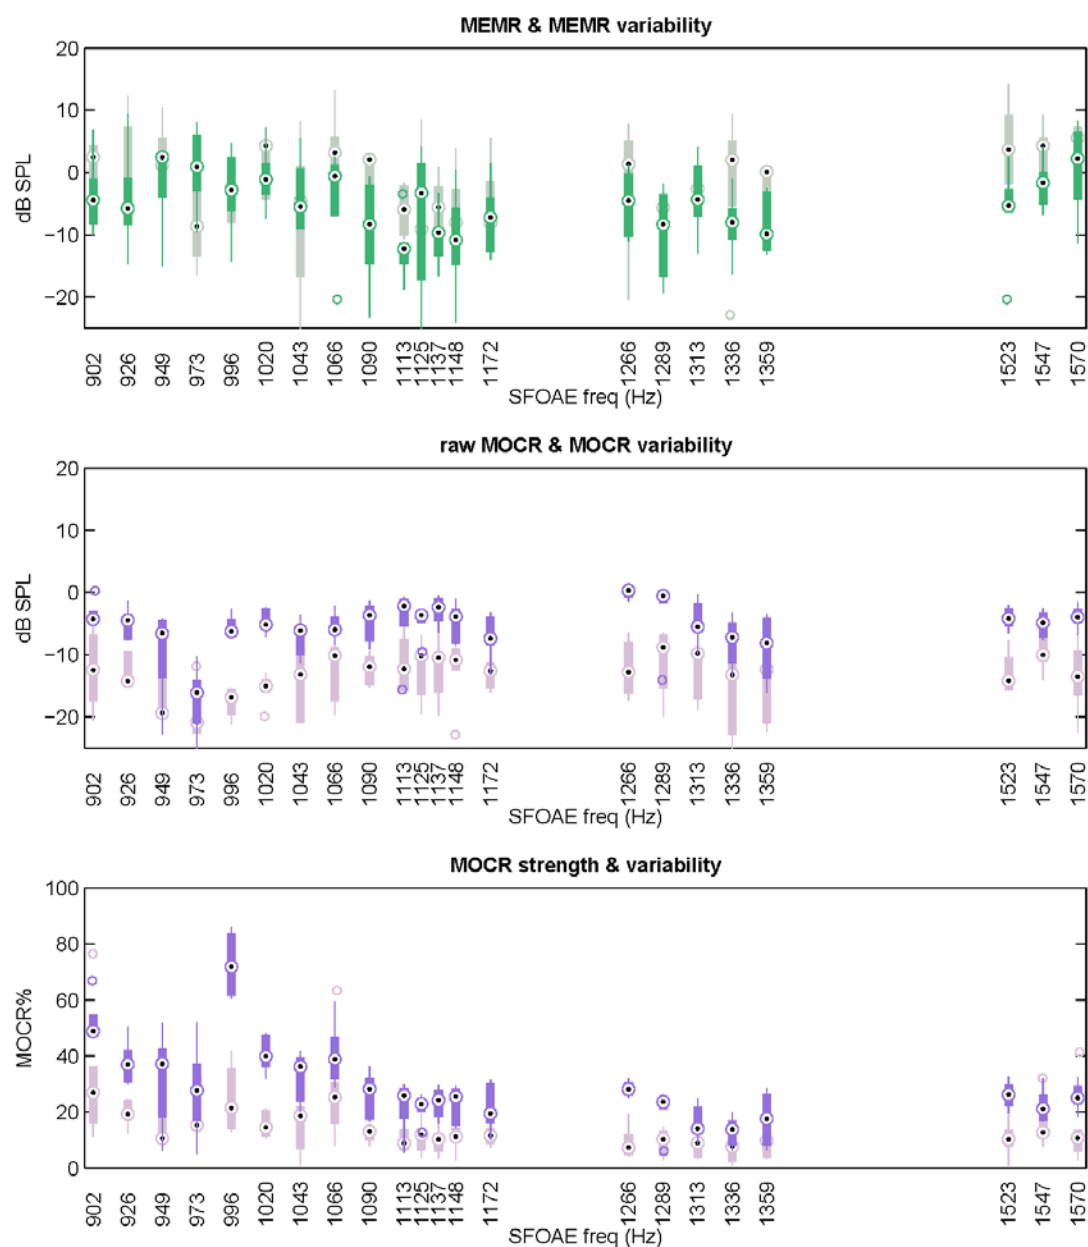 MEMR & MEMR variability
20
10
0
−10
−20
dB SPL
902 926 949 973 996 1020 1043 1066 1090 1113 1125 1137 1148 1172 1266 1289 1313 1336 1359 1523 1547 1570
SFOAE freq (Hz)
raw MOCR & MOCR variability
20
10
0
−10
−20
dB SPL
902 926 949 973 996 1020 1043 1066 1090 1113 1125 1137 1148 1172 1266 1289 1313 1336 1359 1523 1547 1570
SFOAE freq (Hz)
MOCR strength & variability
100
80
60
40
20
0
MOCR%
902 926 949 973 996 1020 1043 1066 1090 1113 1125 1137 1148 1172 1266 1289 1313 1336 1359 1523 1547 1570
SFOAE freq (Hz)